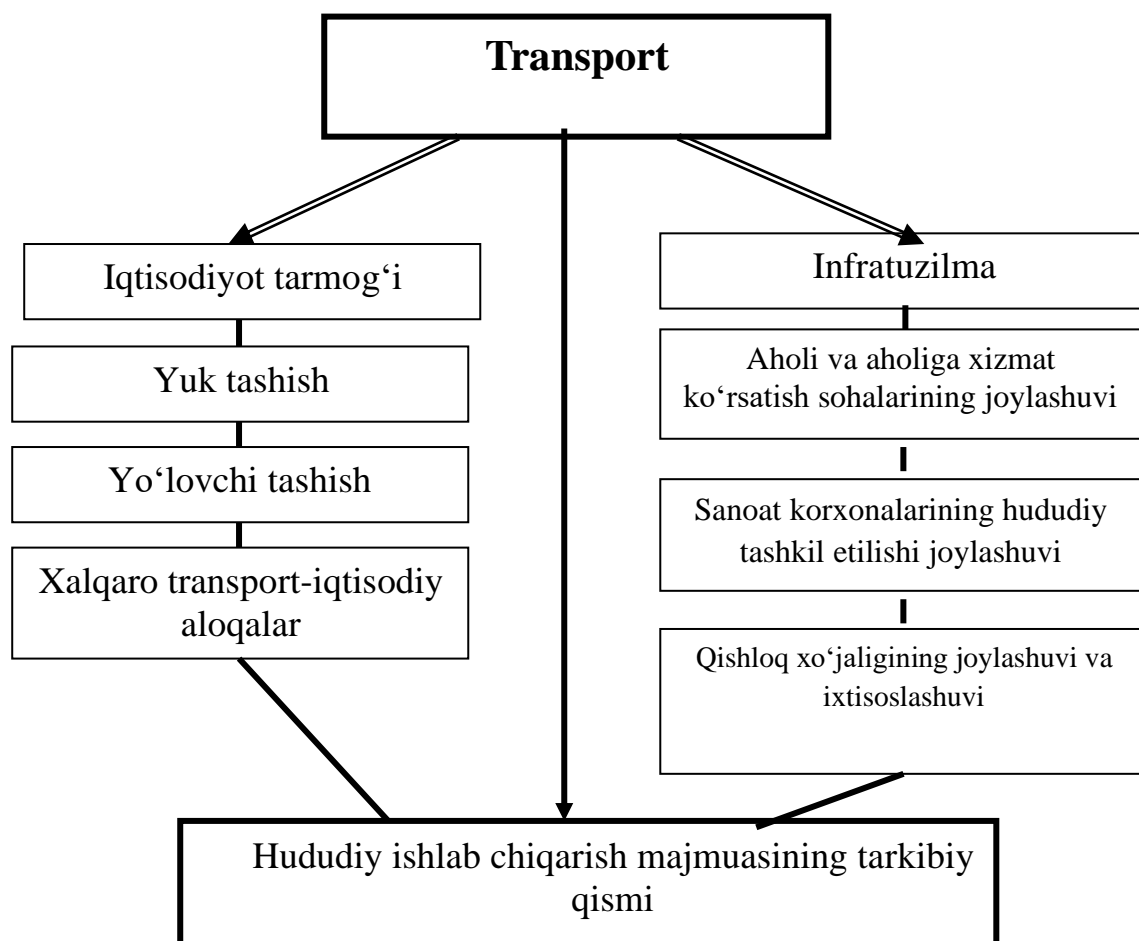 Transport
Iqtisodiyot tarmog‘i
Yuk tashish
Yo‘lovchi tashish
Xalqaro transport-iqtisodiy
aloqalar
Infratuzilma
Aholi va aholiga xizmat
ko‘rsatish sohalarining joylashuvi
Sanoat korxonalarining hududiy
tashkil etilishi joylashuvi
Qishloq xo‘jaligining joylashuvi va
ixtisoslashuvi
Hududiy ishlab chiqarish majmuasining tarkibiy
qismi